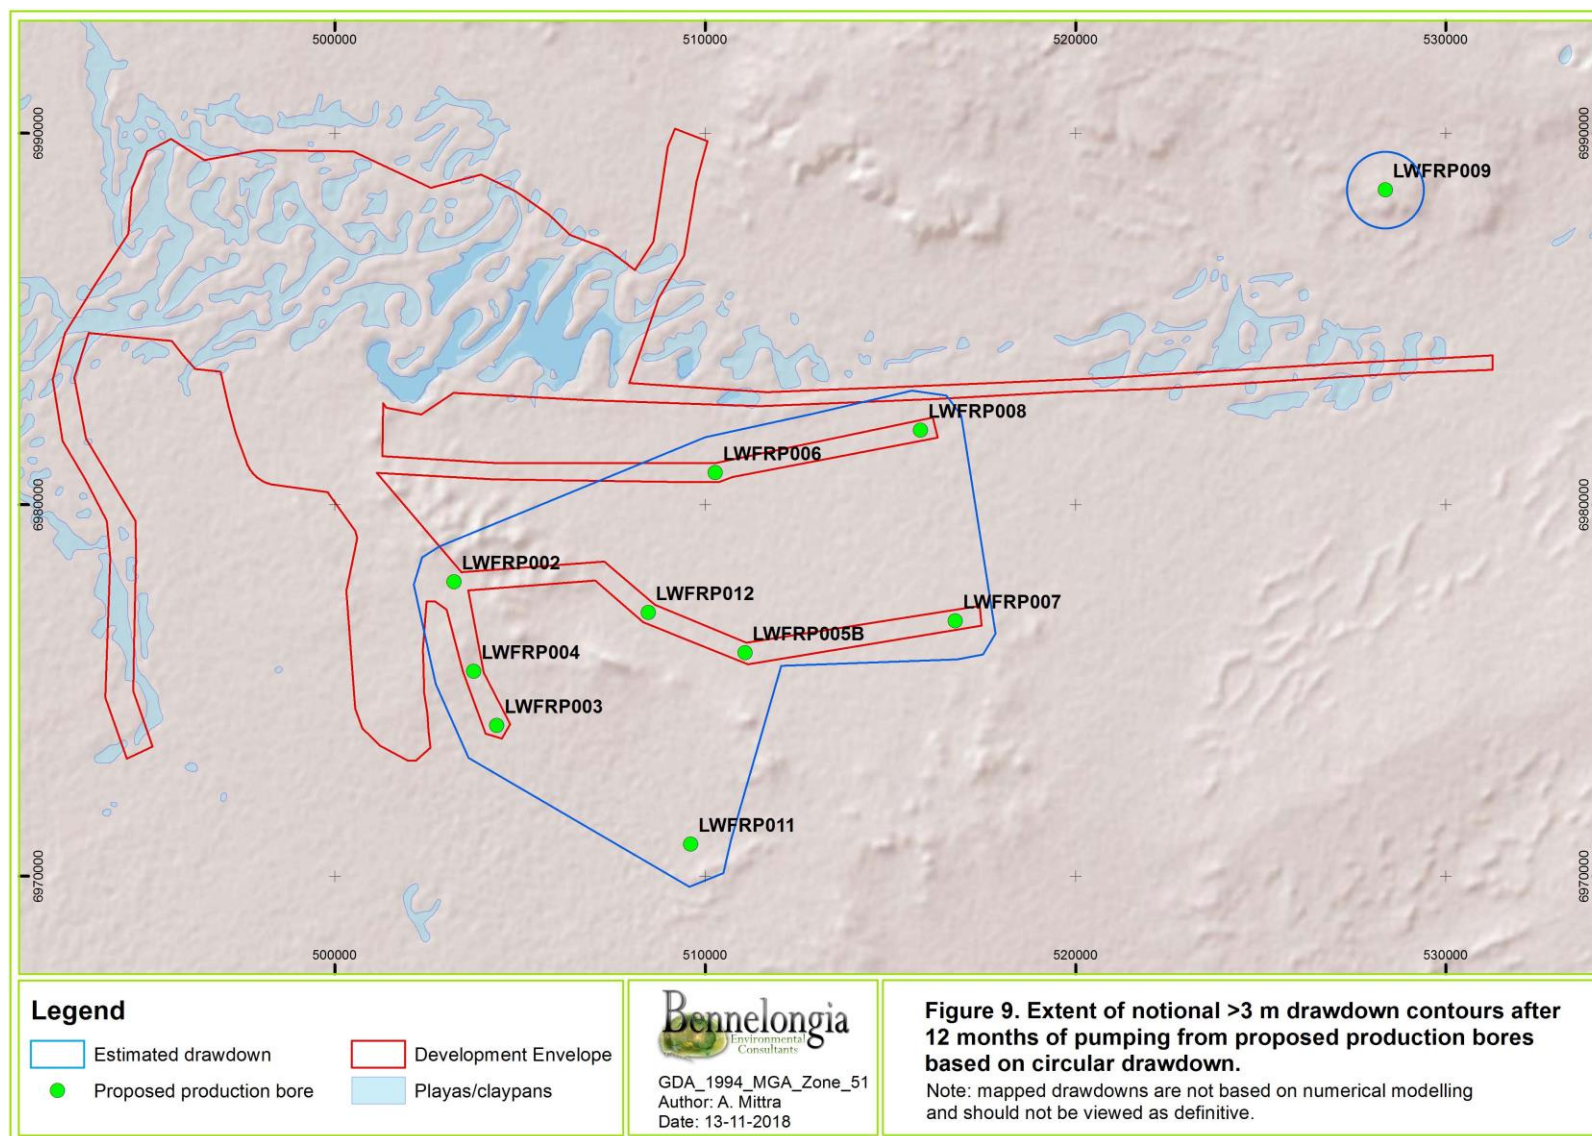 500000
510000
520000
530000
6990000
6990000
LWFRP009
LWFRP008
LWFRP006
6980000
6980000
LWFRP002
LWFRP012
LWFRP007
LWFRP005B
LWFRP004
LWFRP003
LWFRP011
6970000
6970000
500000
510000
520000
530000
Legend
Estimated drawdown
Development Envelope
Proposed production bore
Playas/claypans
Bennelongia
Environmental
Consultants
GDA_1994_MGA_Zone_51
Author: A. Mittra
Date: 13-11-2018
Figure 9. Extent of notional >3 m drawdown contours after
12 months of pumping from proposed production bores
based on circular drawdown.
Note: mapped drawdowns are not based on numerical modelling
and should not be viewed as definitive.